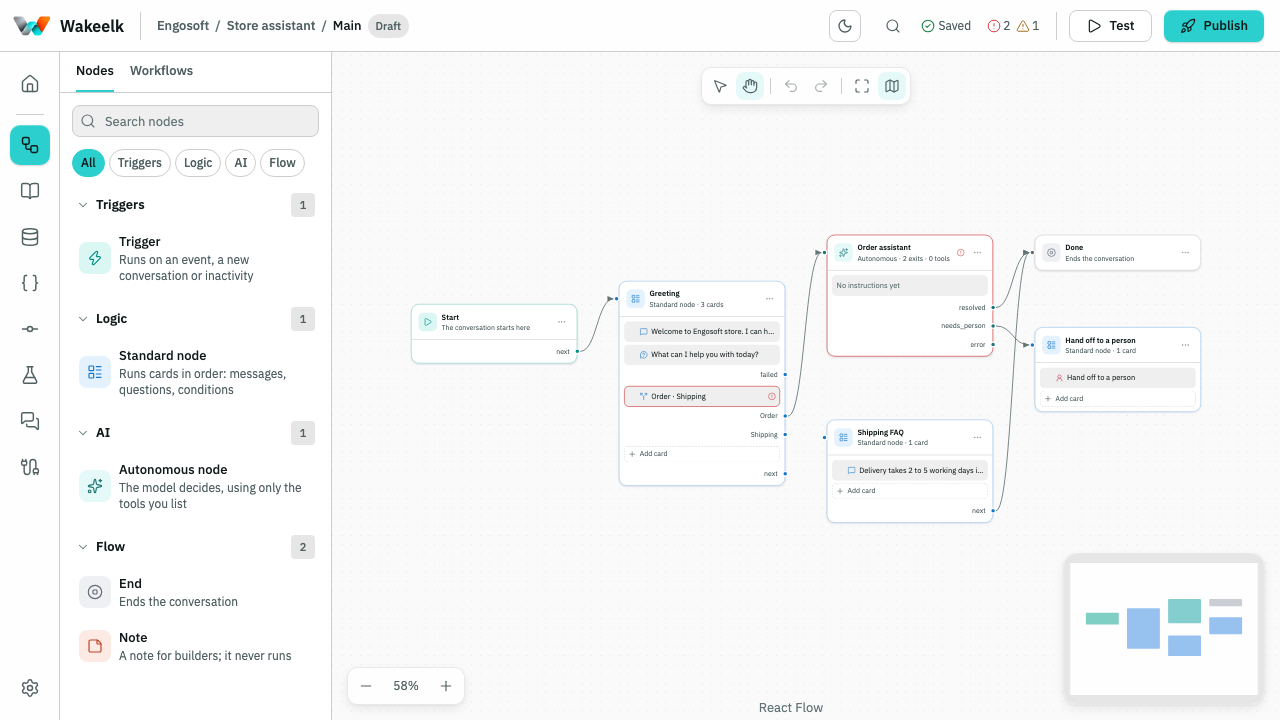 Wakeelk
Engosoft / Store assistant / Main Draft
Saved 2 1
Test
Publish
Nodes Workflows
Search nodes
All Triggers Logic AI Flow
Triggers 1
Trigger
Runs on an event, a new
conversation or inactivity
Logic 1
Standard node
Runs cards in order: messages,
questions, conditions
AI 1
Autonomous node
The model decides, using only the
tools you list
Flow 2
End
Ends the conversation
Note
A note for builders; it never runs
Start
The conversation starts here
next
Greeting
Standard node · 3 cards
Welcome to Engosoft store. I can h...
What can I help you with today?
failed
Order · Shipping
Order
Shipping
Add card
next
Order assistant
Autonomous · 2 exits · 0 tools
No instructions yet
resolved
needs_person
error
Shipping FAQ
Standard node · 1 card
Delivery takes 2 to 5 working days i...
Add card
next
Done
Ends the conversation
Hand off to a person
Standard node · 1 card
Hand off to a person
Add card
58%
React Flow